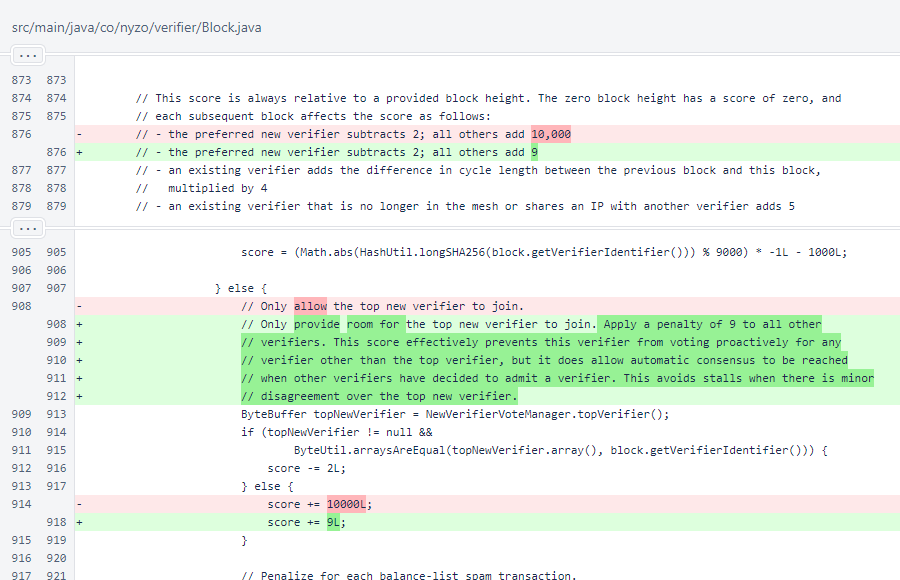 src/main/java/co/nyzo/verifier/Block.java
...
873 873
874 874 // This score is always relative to a provided block height. The zero block height has a score of zero, and
875 875 // each subsequent block affects the score as follows:
876 - // - the preferred new verifier subtracts 2; all others add 10,000
876 + // - the preferred new verifier subtracts 2; all others add 9
877 877 // - an existing verifier adds the difference in cycle length between the previous block and this block,
878 878 // multiplied by 4
879 879 // - an existing verifier that is no longer in the mesh or shares an IP with another verifier adds 5
...
905 905 score = (Math.abs(HashUtil.longSHA256(block.getVerifierIdentifier())) % 9000) * -1L - 1000L;
906 906
907 907 } else {
908 - // Only allow the top new verifier to join.
908 + // Only provide room for the top new verifier to join. Apply a penalty of 9 to all other
909 + // verifiers. This score effectively prevents this verifier from voting proactively for any
910 + // verifier other than the top verifier, but it does allow automatic consensus to be reached
911 + // when other verifiers have decided to admit a verifier. This avoids stalls when there is minor
912 + // disagreement over the top new verifier.
909 913 ByteBuffer topNewVerifier = NewVerifierVoteManager.topVerifier();
910 914 if (topNewVerifier != null &&
911 915 ByteUtil.arraysAreEqual(topNewVerifier.array(), block.getVerifierIdentifier())) {
912 916 score -= 2L;
913 917 } else {
914 - score += 10000L;
918 + score += 9L;
915 919 }
916 920
917 921 // Penalize for each balance-list spam transaction.